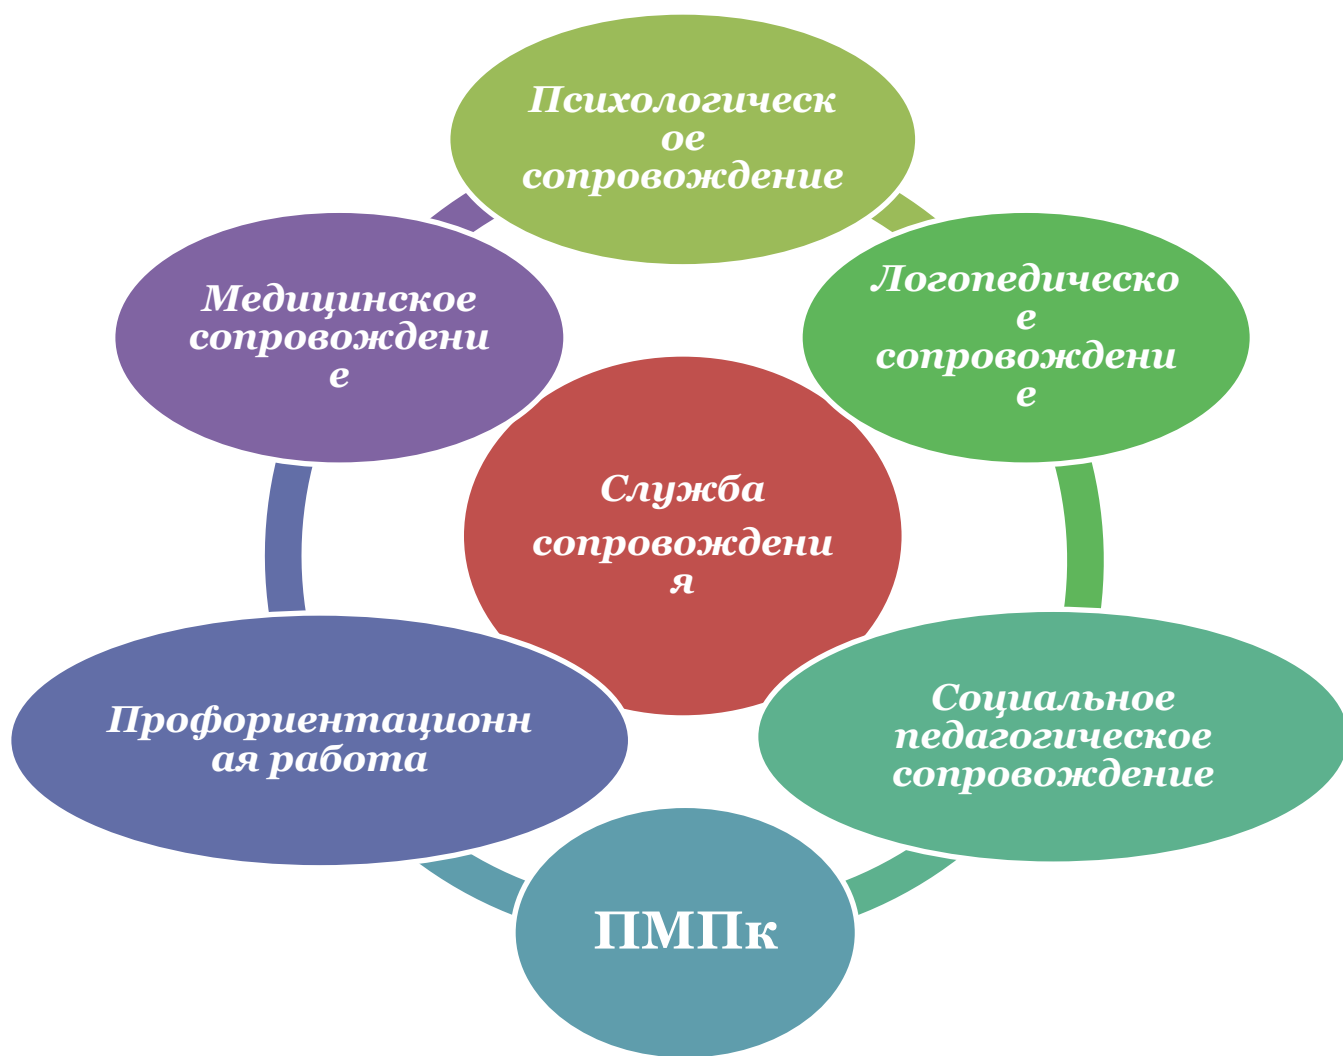 Психологическ
ое
сопровождение
Медицинское
сопровождени
е
Логопедическо
е
сопровождени
е
Служба
сопровождени
я
Профориентационн
ая работа
Социальное
педагогическое
сопровождение
ПМПк